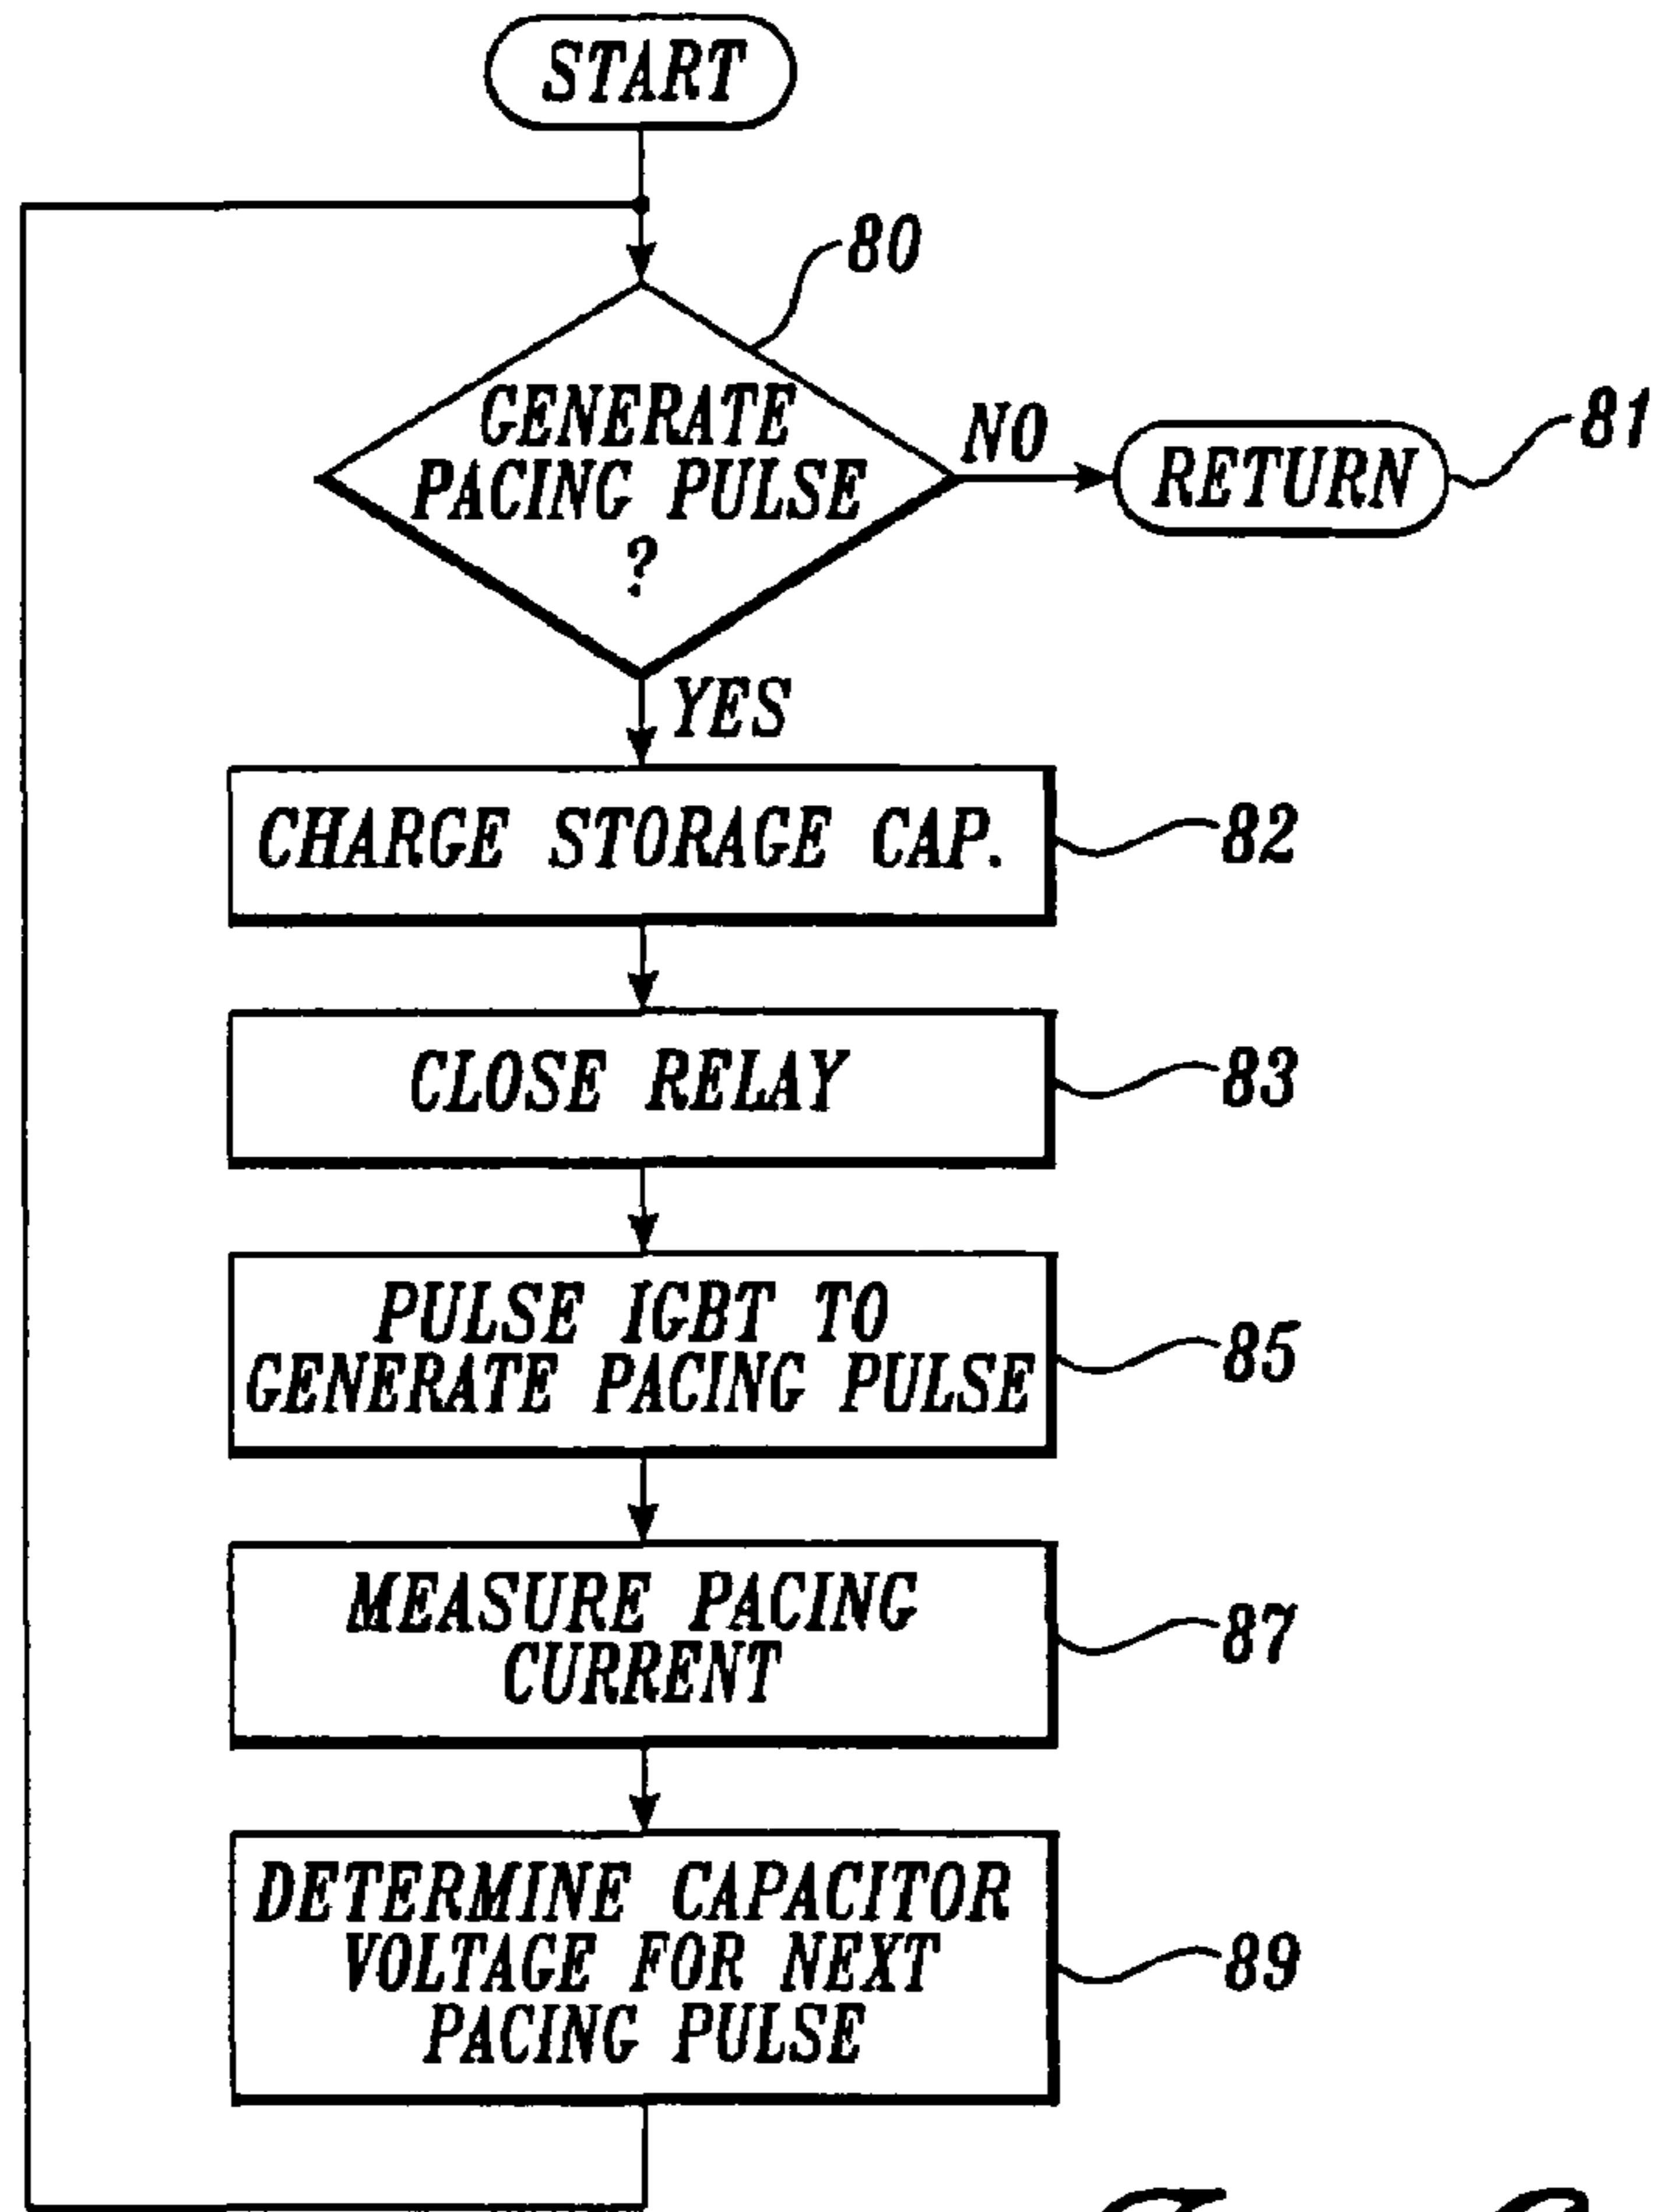 START
80
GENERATE
PACING PULSE
?
NO
RETURN
81
YES
CHARGE STORAGE CAP.
82
CLOSE RELAY
83
PULSE IGBT TO
GENERATE PACING PULSE
85
MEASURE PACING
CURRENT
87
DETERMINE CAPACITOR
VOLTAGE FOR NEXT
PACING PULSE
89